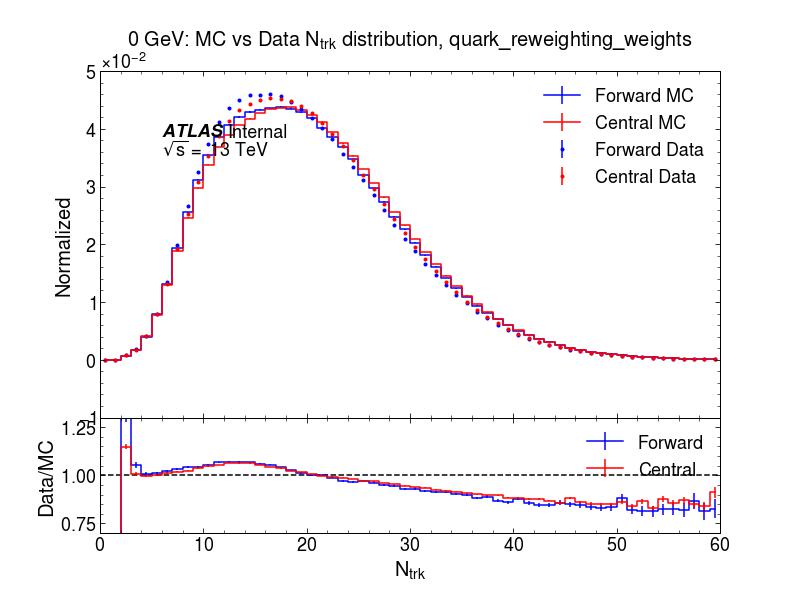 0 GeV: MC vs Data Ntrk distribution, quark_reweighting_weights
×10−2
5
4
3
2
1
0
−1
Normalized
ATLAS Internal
√s = 13 TeV
Forward MC
Central MC
Forward Data
Central Data
1.25
1.00
0.75
Data/MC
Forward
Central
0 10 20 30 40 50 60
Ntrk